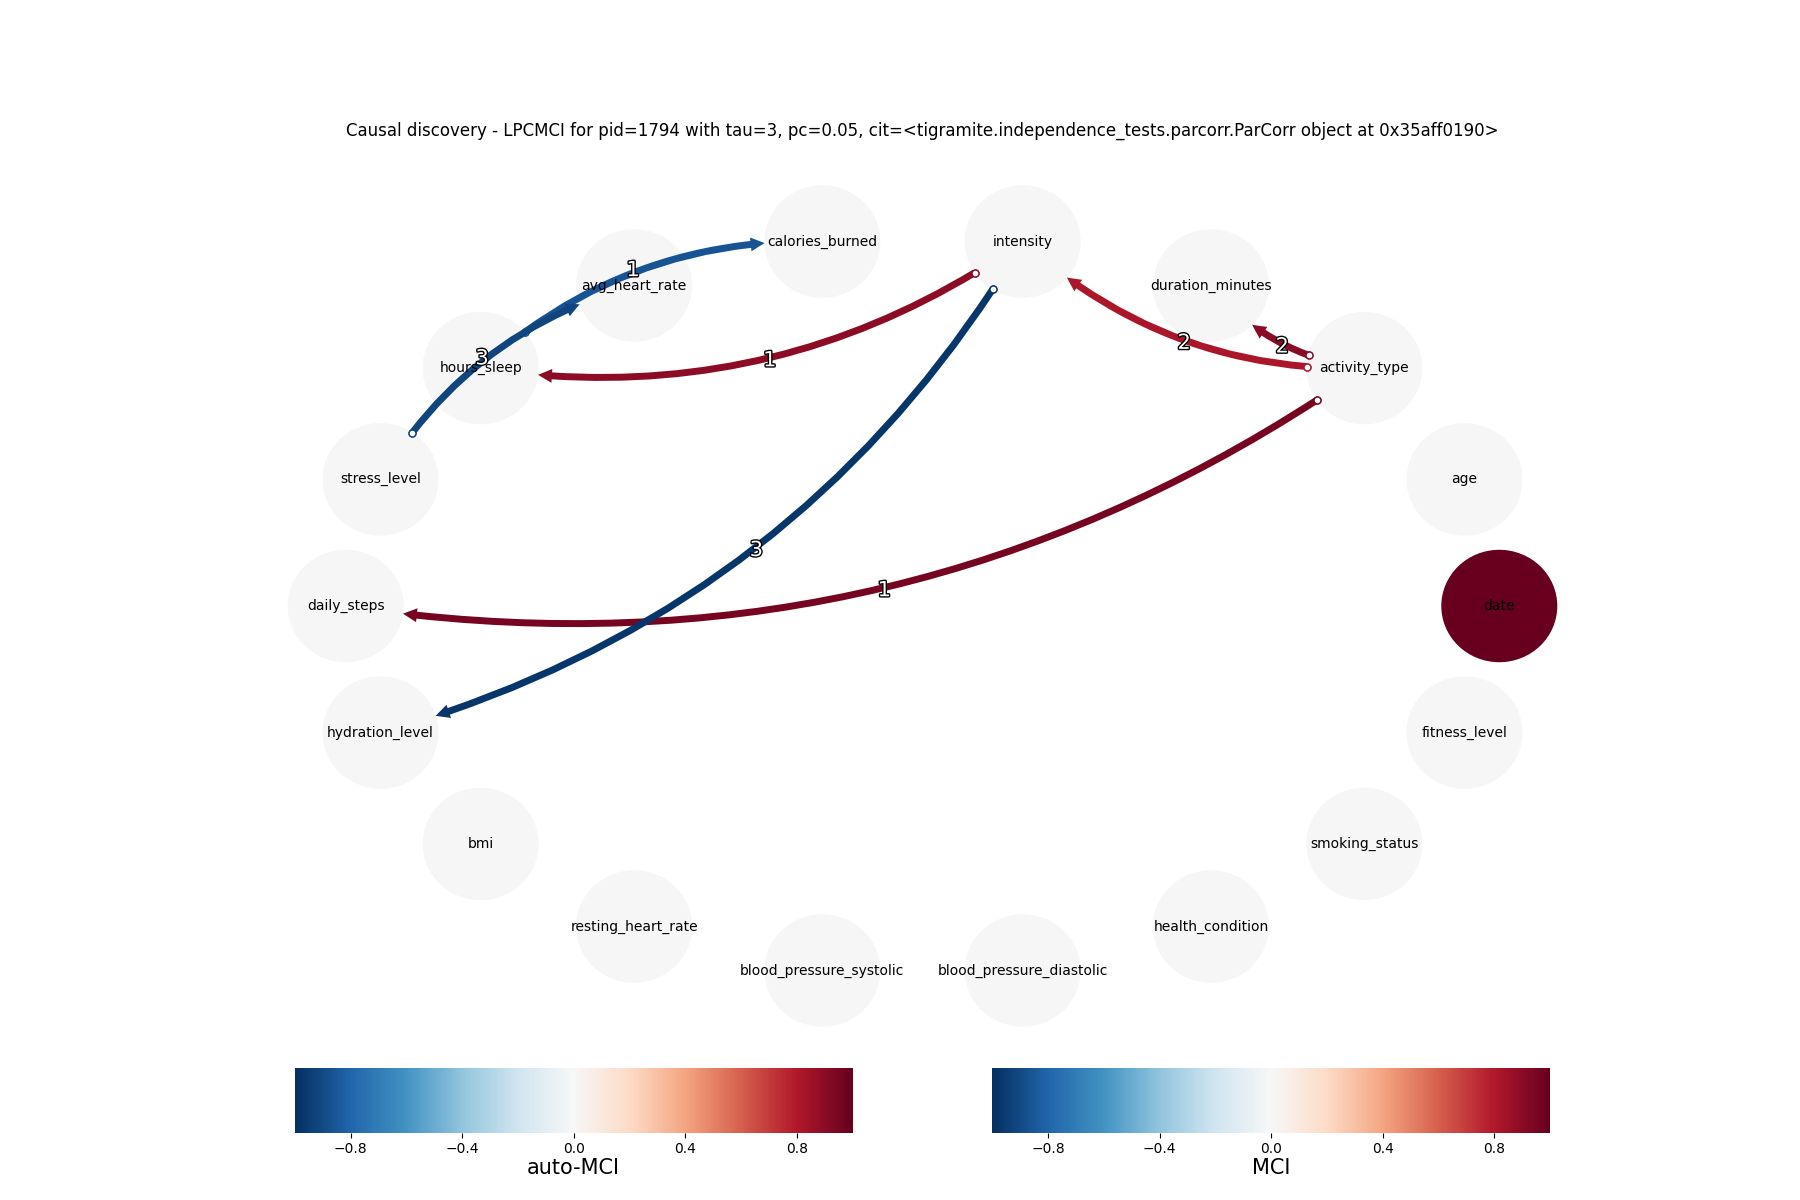 Causal discovery - LPCMCI for pid=1794 with tau=3, pc=0.05, cit=<tigramite.independence_tests.parcorr.ParCorr object at 0x35aff0190>
calories_burned
intensity
1
avg_heart_rate
duration_minutes
2
2
3
1
hours_sleep
activity_type
stress_level
age
3
1
daily_steps
date
hydration_level
fitness_level
bmi
smoking_status
resting_heart_rate
health_condition
blood_pressure_systolic
blood_pressure_diastolic
−0.8 −0.4 0.0 0.4 0.8
auto-MCI
−0.8 −0.4 0.0 0.4 0.8
MCI